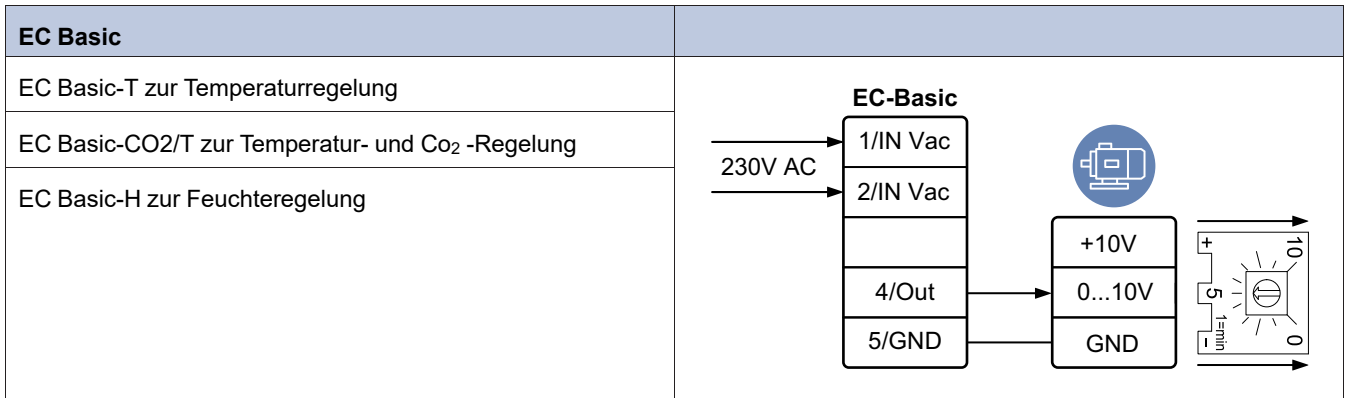 EC Basic
EC Basic-T zur Temperaturregelung
EC Basic-CO2/T zur Temperatur- und Co₂ -Regelung
EC Basic-H zur Feuchteregelung
EC-Basic
230V AC
1/IN Vac
2/IN Vac
4/Out
5/GND
+10V
0...10V
GND
+
10
5
1=min
-
0